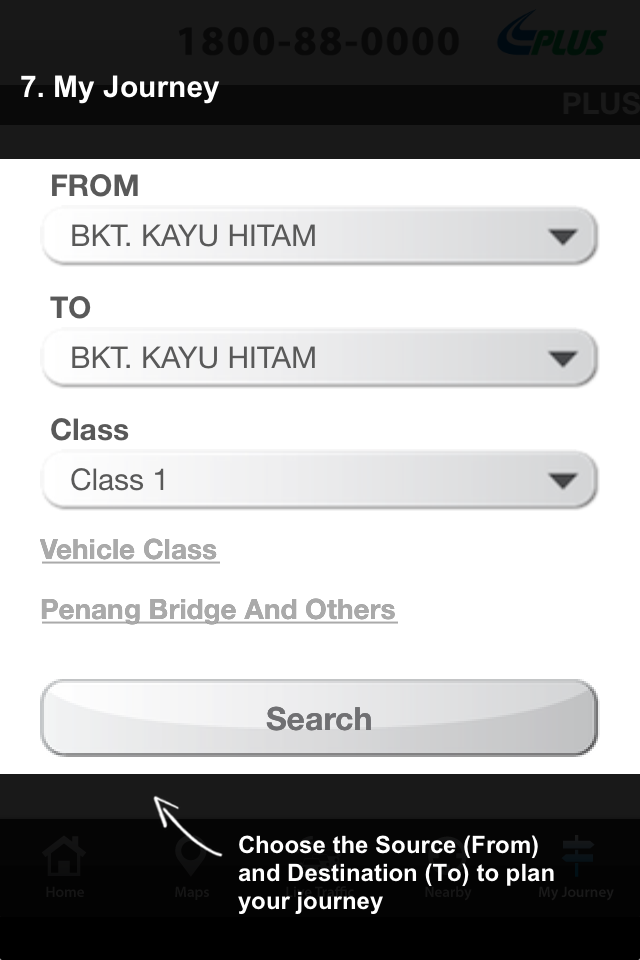 1800-88-0000 PLUS
7. My Journey
PLUS
FROM
BKT. KAYU HITAM
TO
BKT. KAYU HITAM
Class
Class 1
Vehicle Class
Penang Bridge And Others
Search
Choose the Source (From)
and Destination (To) to plan
your journey
Home Maps Live Traffic Nearby My Journey